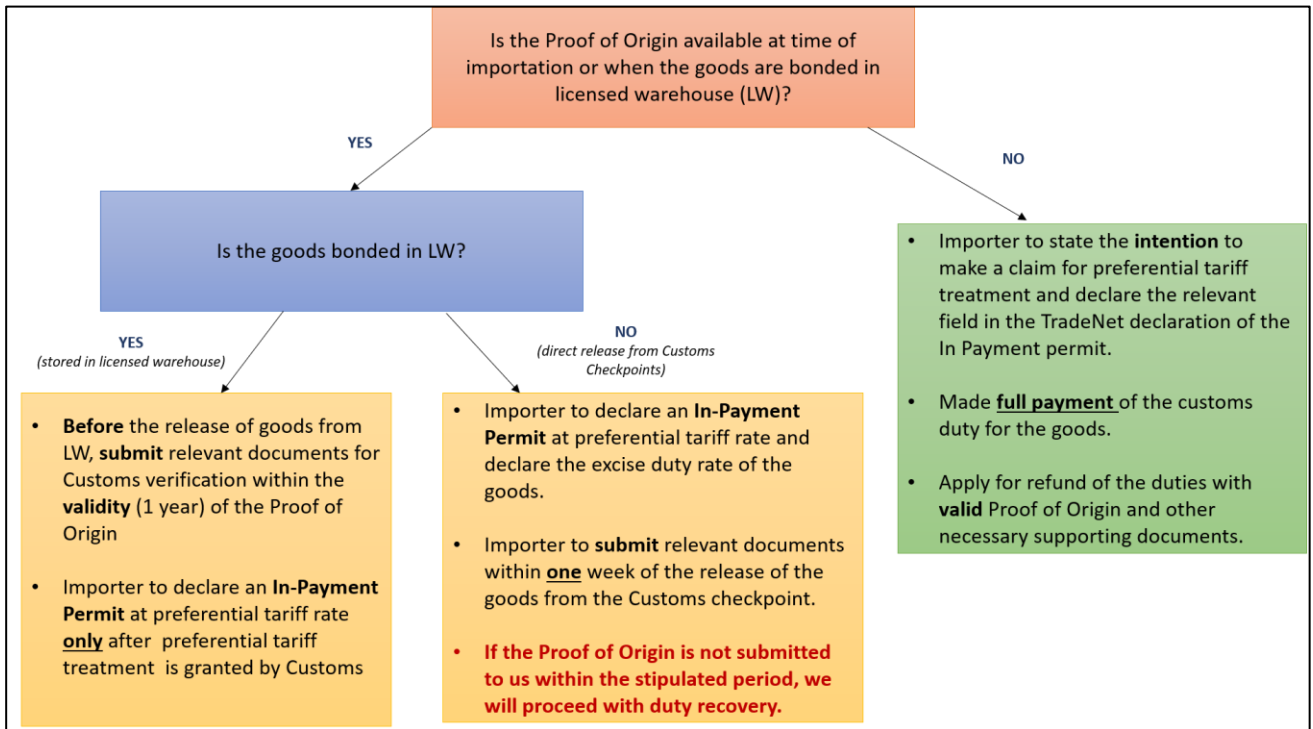 Is the Proof of Origin available at time of
importation or when the goods are bonded in
licensed warehouse (LW)?
YES
NO
Is the goods bonded in LW?
YES
(stored in licensed warehouse)
NO
(direct release from Customs
Checkpoints)
• Before the release of goods from
LW, submit relevant documents for
Customs verification within the
validity (1 year) of the Proof of
Origin
• Importer to declare an In-Payment
Permit at preferential tariff rate
only after preferential tariff
treatment is granted by Customs
• Importer to declare an In-Payment
Permit at preferential tariff rate and
declare the excise duty rate of the
goods.
• Importer to submit relevant documents
within one week of the release of the
goods from the Customs checkpoint.
• If the Proof of Origin is not submitted
to us within the stipulated period, we
will proceed with duty recovery.
• Importer to state the intention to
make a claim for preferential tariff
treatment and declare the relevant
field in the TradeNet declaration of the
In Payment permit.
• Made full payment of the customs
duty for the goods.
• Apply for refund of the duties with
valid Proof of Origin and other
necessary supporting documents.